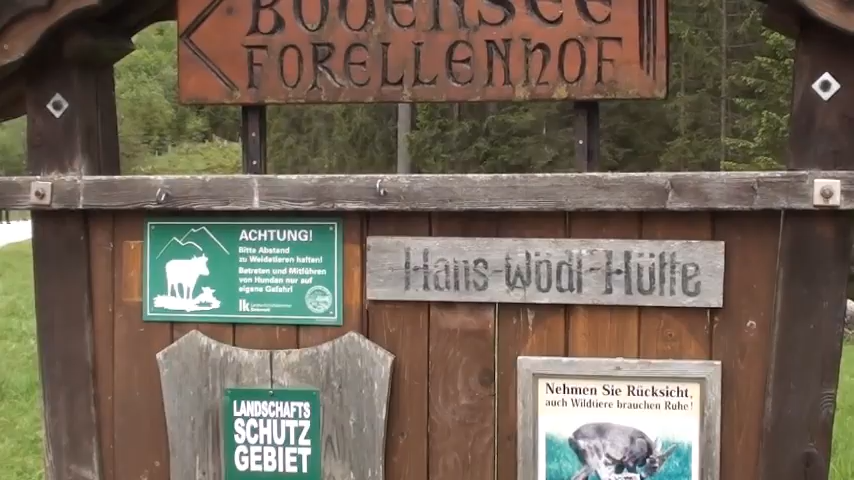 BODENSEE
FORELLENHOF
ACHTUNG!
Bitte Abstand
zu Weidetieren halten!
Betreten und Mitführen
von Hunden nur auf
eigene Gefahr!
lk
Hans-Wödl-Hütte
LANDSCHAFTS
SCHUTZ
GEBIET
Nehmen Sie Rücksicht
auch Wildtiere brauchen Ruhe!